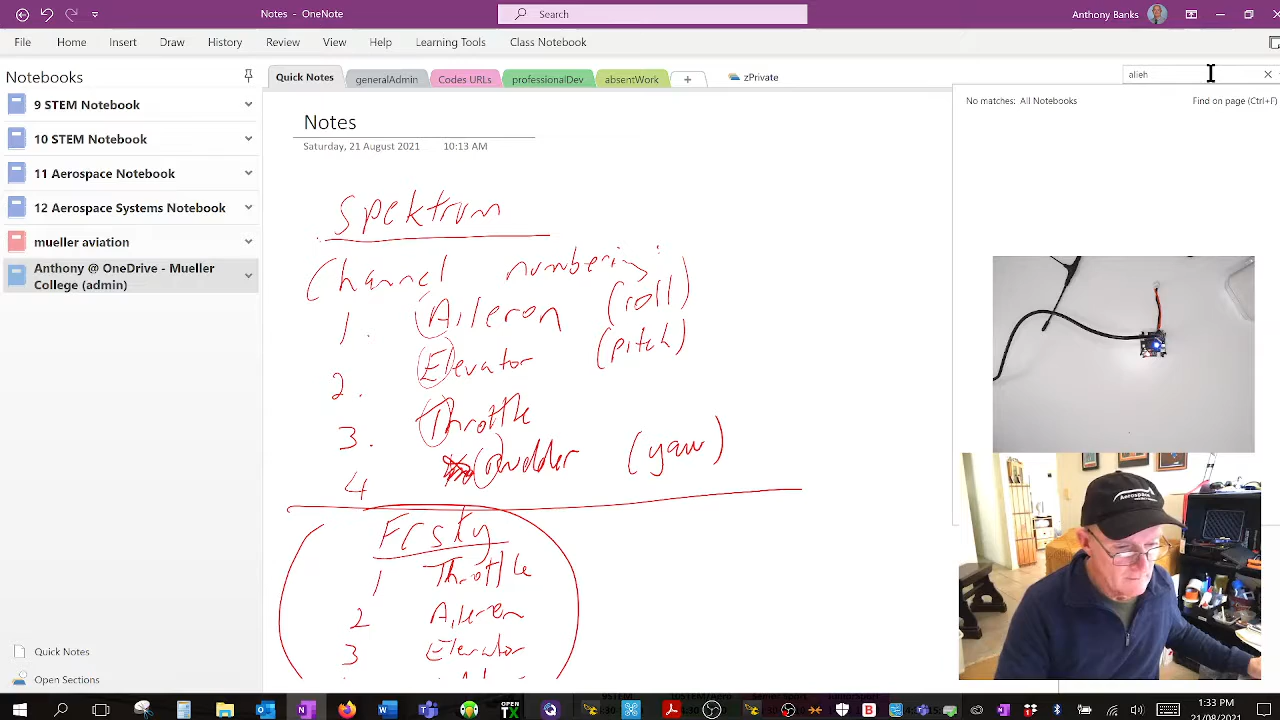 Notes - OneNote
Search
Anthony Banks
File Home Insert Draw History Review View Help Learning Tools Class Notebook
Notebooks
Quick Notes generalAdmin Codes URLs professionalDev absentWork + zPrivate
alieh
No matches: All Notebooks Find on page (Ctrl+F)
9 STEM Notebook
10 STEM Notebook
11 Aerospace Notebook
12 Aerospace Systems Notebook
mueller aviation
Anthony @ OneDrive - Mueller
College (admin)
Notes
Saturday, 21 August 2021 10:13 AM
Spektrum
Channel numbering:
1. Aileron (roll)
2. Elevator (pitch)
3. Throttle
4 Rudder (yaw)
Frsky
1 Throttle
2 Aileron
3 Elevator
Quick Notes
Open Sections
OPEN
TX
1:33 PM
21/08/2021